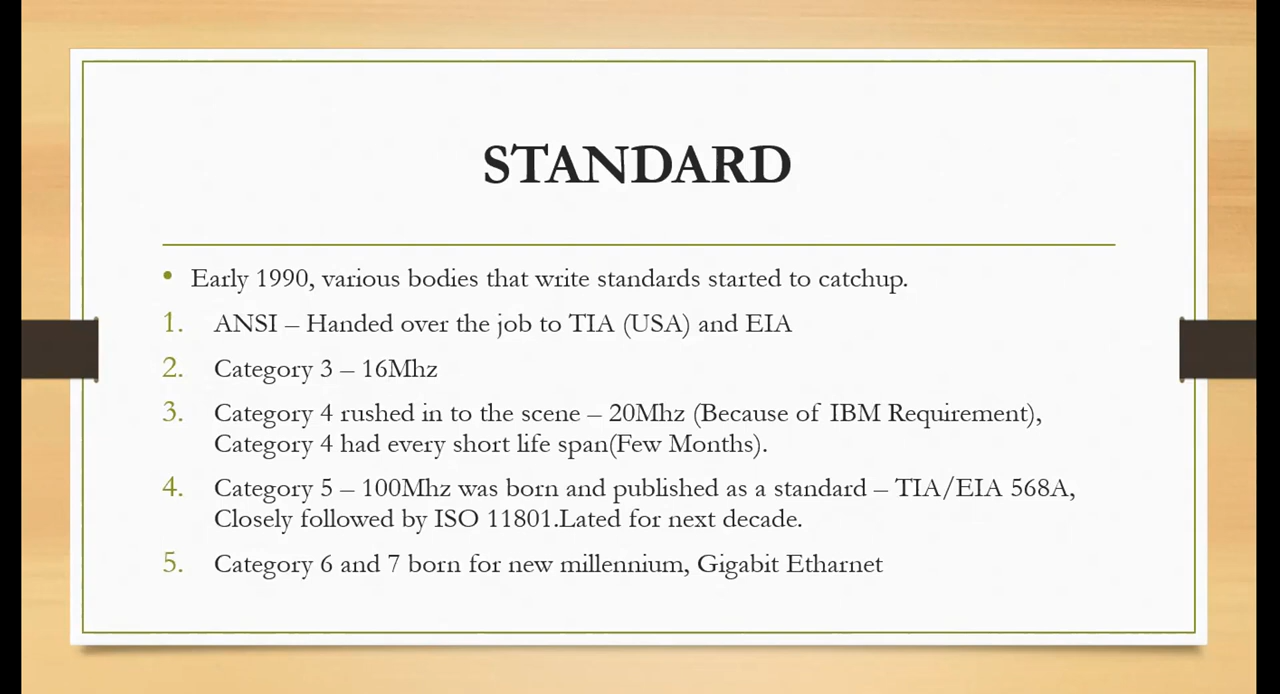 STANDARD
• Early 1990, various bodies that write standards started to catchup.
1. ANSI – Handed over the job to TIA (USA) and EIA
2. Category 3 – 16Mhz
3. Category 4 rushed in to the scene – 20Mhz (Because of IBM Requirement),
Category 4 had every short life span(Few Months).
4. Category 5 – 100Mhz was born and published as a standard – TIA/EIA 568A,
Closely followed by ISO 11801.Lated for next decade.
5. Category 6 and 7 born for new millennium, Gigabit Etharnet